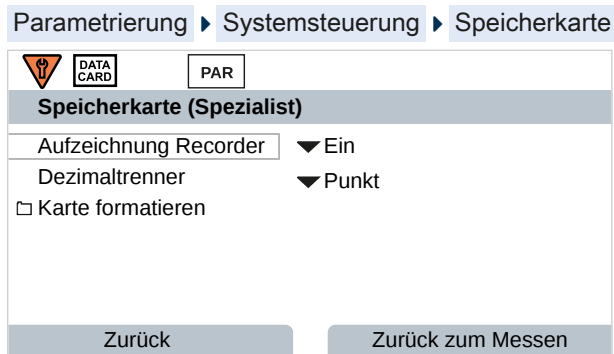 Parametrierung Systemsteuerung Speicherkarte
DATA CARD PAR
Speicherkarte (Spezialist)
Aufzeichnung Recorder Ein
Dezimaltrenner Punkt
Karte formatieren
Zurück Zurück zum Messen